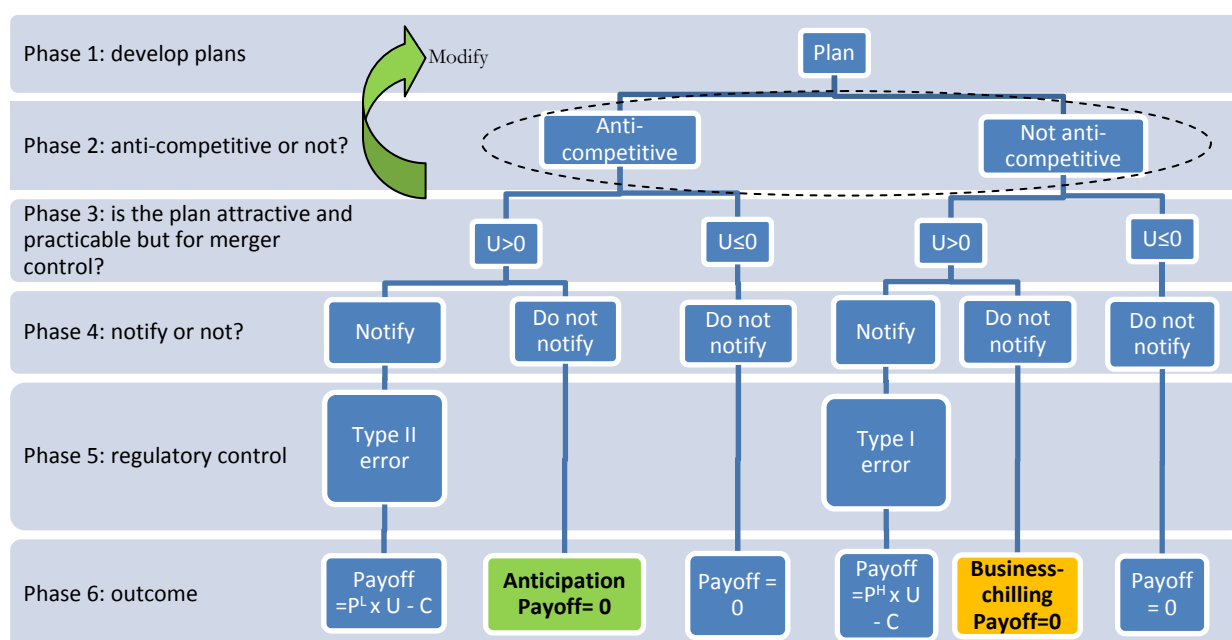 Phase 1: develop plans
Modify
Plan
Phase 2: anti-competitive or not?
Anti-
competitive
Not anti-
competitive
Phase 3: is the plan attractive and
practicable but for merger
control?
U>0
U≤0
U>0
U≤0
Phase 4: notify or not?
Notify
Do not
notify
Do not
notify
Notify
Do not
notify
Do not
notify
Phase 5: regulatory control
Type II
error
Type I
error
Phase 6: outcome
Payoff
=Pᴸ x U - C
Anticipation
Payoff= 0
Payoff =
0
Payoff
=Pᴴ x U
- C
Business-
chilling
Payoff=0
Payoff
= 0